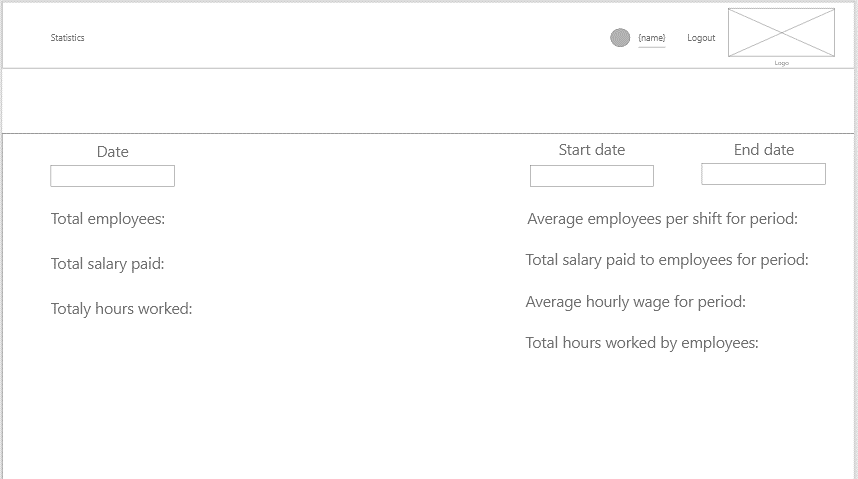 Statistics
{name}
Logout
Logo
Date
Start date
End date
Total employees:
Total salary paid:
Totaly hours worked:
Average employees per shift for period:
Total salary paid to employees for period:
Average hourly wage for period:
Total hours worked by employees: